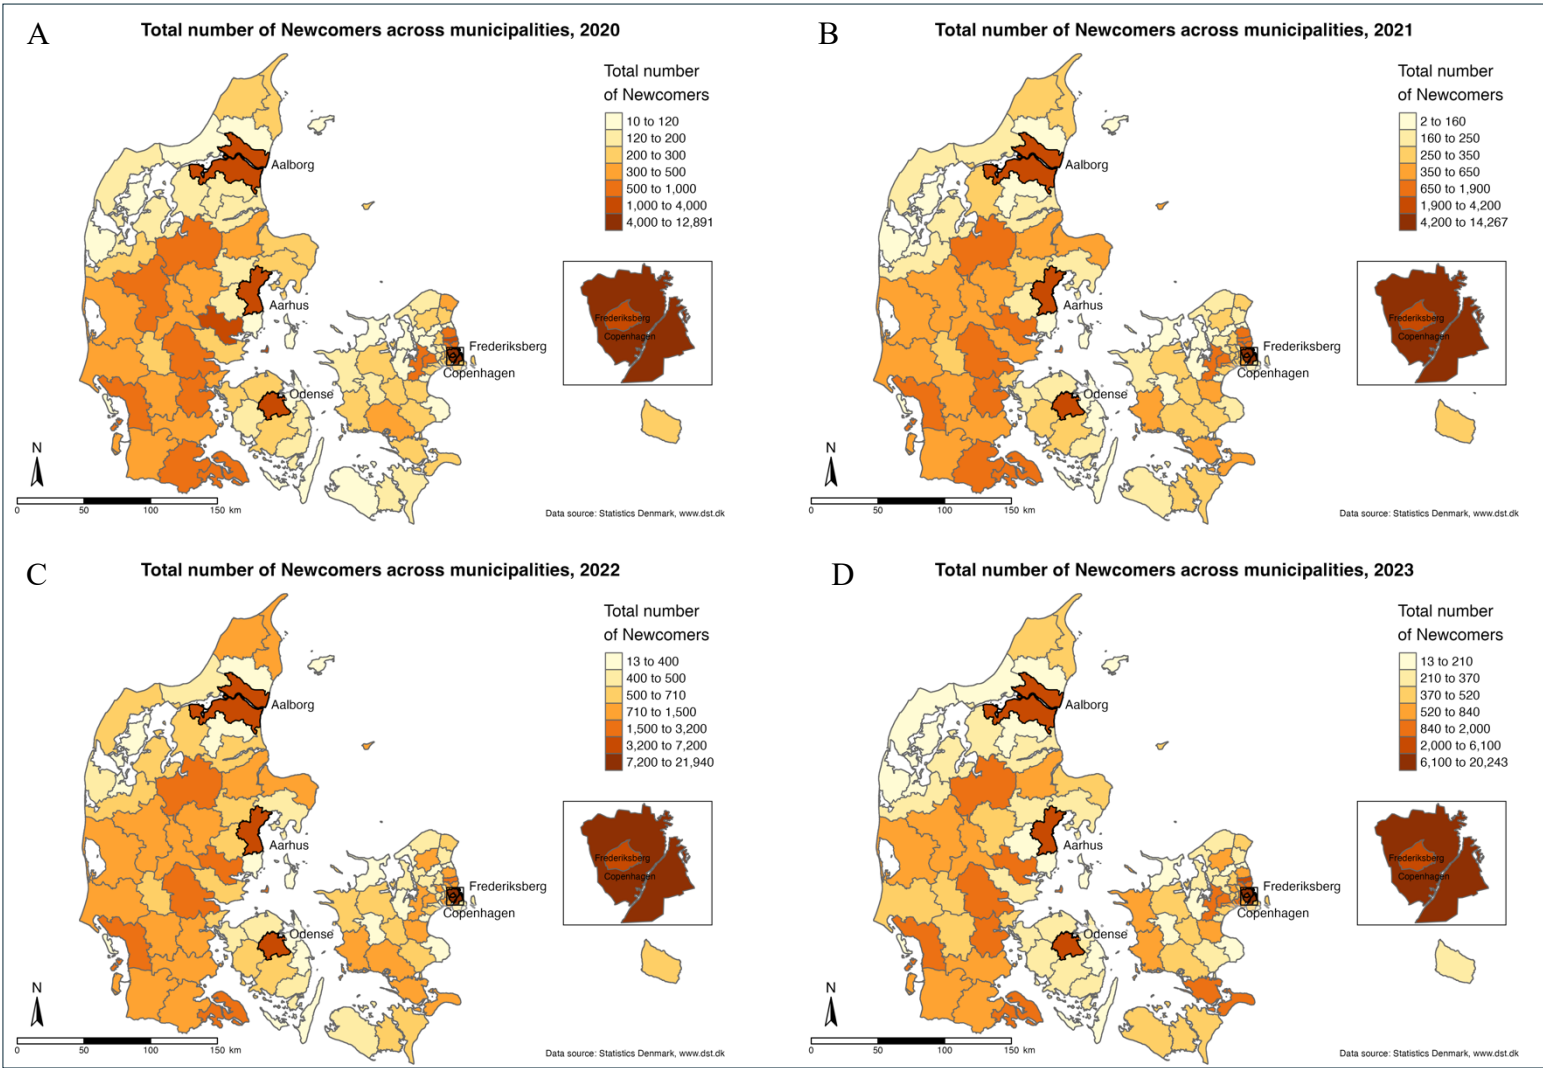 A
Total number of Newcomers across municipalities, 2020
Total number
of Newcomers
10 to 120
120 to 200
200 to 300
300 to 500
500 to 1,000
1,000 to 4,000
4,000 to 12,891
Aalborg
Aarhus
Frederiksberg
Copenhagen
Odense
Frederiksberg
Copenhagen
N
0 50 100 150 km
Data source: Statistics Denmark, www.dst.dk
B
Total number of Newcomers across municipalities, 2021
Total number
of Newcomers
2 to 160
160 to 250
250 to 350
350 to 650
650 to 1,900
1,900 to 4,200
4,200 to 14,267
Aalborg
Aarhus
Frederiksberg
Copenhagen
Odense
Frederiksberg
Copenhagen
N
0 50 100 150 km
Data source: Statistics Denmark, www.dst.dk
C
Total number of Newcomers across municipalities, 2022
Total number
of Newcomers
13 to 400
400 to 500
500 to 710
710 to 1,500
1,500 to 3,200
3,200 to 7,200
7,200 to 21,940
Aalborg
Aarhus
Frederiksberg
Copenhagen
Odense
Frederiksberg
Copenhagen
N
0 50 100 150 km
Data source: Statistics Denmark, www.dst.dk
D
Total number of Newcomers across municipalities, 2023
Total number
of Newcomers
13 to 210
210 to 370
370 to 520
520 to 840
840 to 2,000
2,000 to 6,100
6,100 to 20,243
Aalborg
Aarhus
Frederiksberg
Copenhagen
Odense
Frederiksberg
Copenhagen
N
0 50 100 150 km
Data source: Statistics Denmark, www.dst.dk